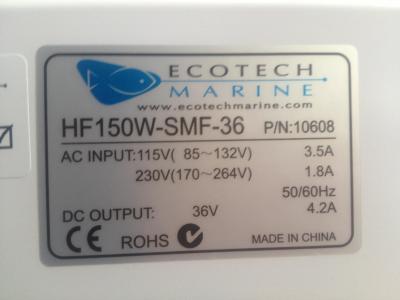 ECOTECH
MARINE
www.ecotechmarine.com
HF150W-SMF-36 P/N:10608
AC INPUT:115V( 85~132V) 3.5A
230V(170~264V) 1.8A
50/60Hz
DC OUTPUT: 36V 4.2A
CE ROHS MADE IN CHINA